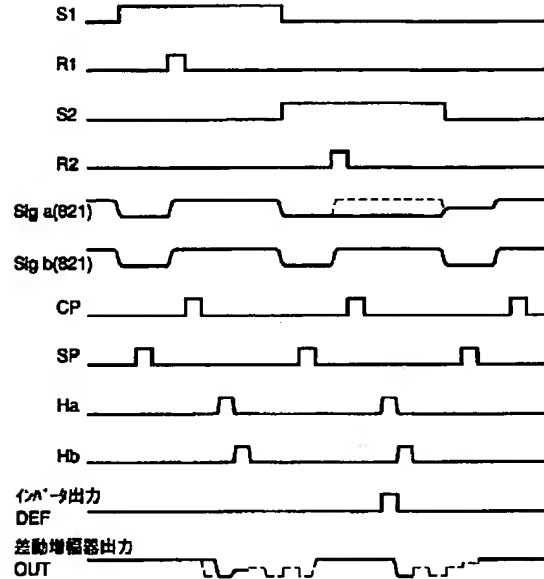 S1
R1
S2
R2
Sig a(821)
Sig b(821)
CP
SP
Ha
Hb
インバータ出力
DEF
差動増幅器出力
OUT